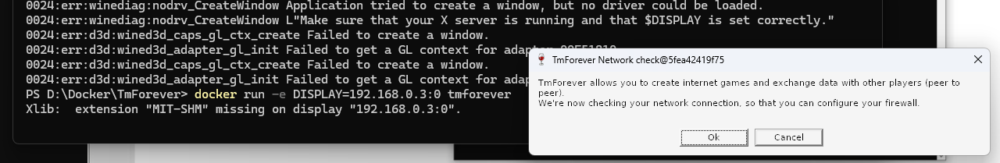 0024:err:winediag:nodrv_CreateWindow Application tried to create a window, but no driver could be loaded.
0024:err:winediag:nodrv_CreateWindow L"Make sure that your X server is running and that $DISPLAY is set correctly."
0024:err:d3d:wined3d_caps_gl_ctx_create Failed to create a window.
0024:err:d3d:wined3d_adapter_gl_init Failed to get a GL context for adapter
0024:err:d3d:wined3d_caps_gl_ctx_create Failed to create a window.
0024:err:d3d:wined3d_adapter_gl_init Failed to get a GL context for adap
PS D:\Docker\TmForever> docker run -e DISPLAY=192.168.0.3:0 tmforever
Xlib:  extension "MIT-SHM" missing on display "192.168.0.3:0".
TmForever Network check@5fea42419f75
TmForever allows you to create internet games and exchange data with other players (peer to
peer).
We're now checking your network connection, so that you can configure your firewall.
Ok
Cancel